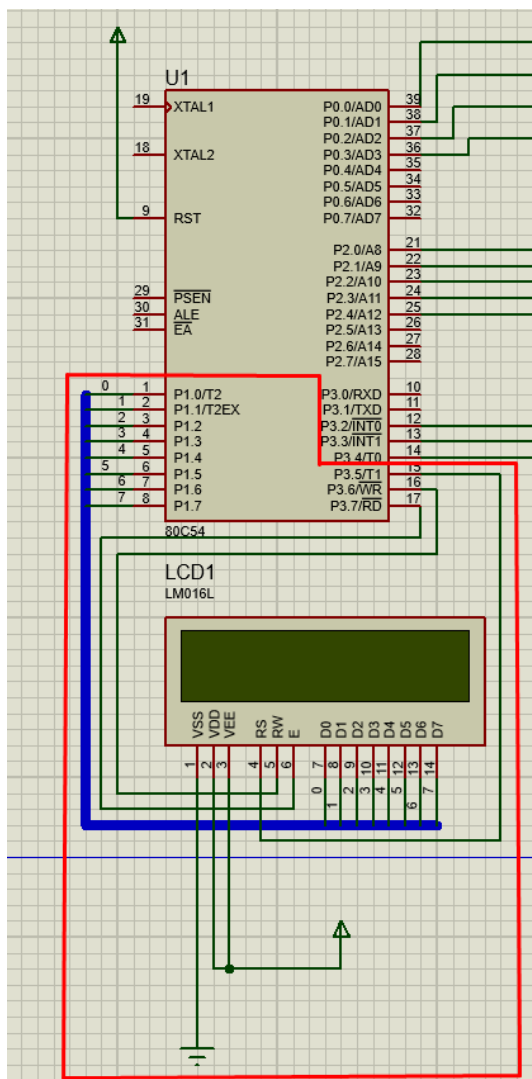 U1
19 XTAL1 P0.0/AD0 39
P0.1/AD1 38
P0.2/AD2 37
18 XTAL2 P0.3/AD3 36
P0.4/AD4 35
P0.5/AD5 34
P0.6/AD6 33
9 RST P0.7/AD7 32
P2.0/A8 21
P2.1/A9 22
P2.2/A10 23
29 PSEN P2.3/A11 24
30 ALE P2.4/A12 25
31 EA P2.5/A13 26
P2.6/A14 27
P2.7/A15 28
0 1 P1.0/T2 P3.0/RXD 10
1 2 P1.1/T2EX P3.1/TXD 11
2 3 P1.2 P3.2/INT0 12
3 4 P1.3 P3.3/INT1 13
4 5 P1.4 P3.4/T0 14
5 6 P1.5 P3.5/T1 15
6 7 P1.6 P3.6/WR 16
7 8 P1.7 P3.7/RD 17
80C54
LCD1
LM016L
VSS VDD VEE RS RW E D0 D1 D2 D3 D4 D5 D6 D7
1 2 3 4 5 6 7 8 9 10 11 12 13 14
0 1 2 3 4 5 6 7